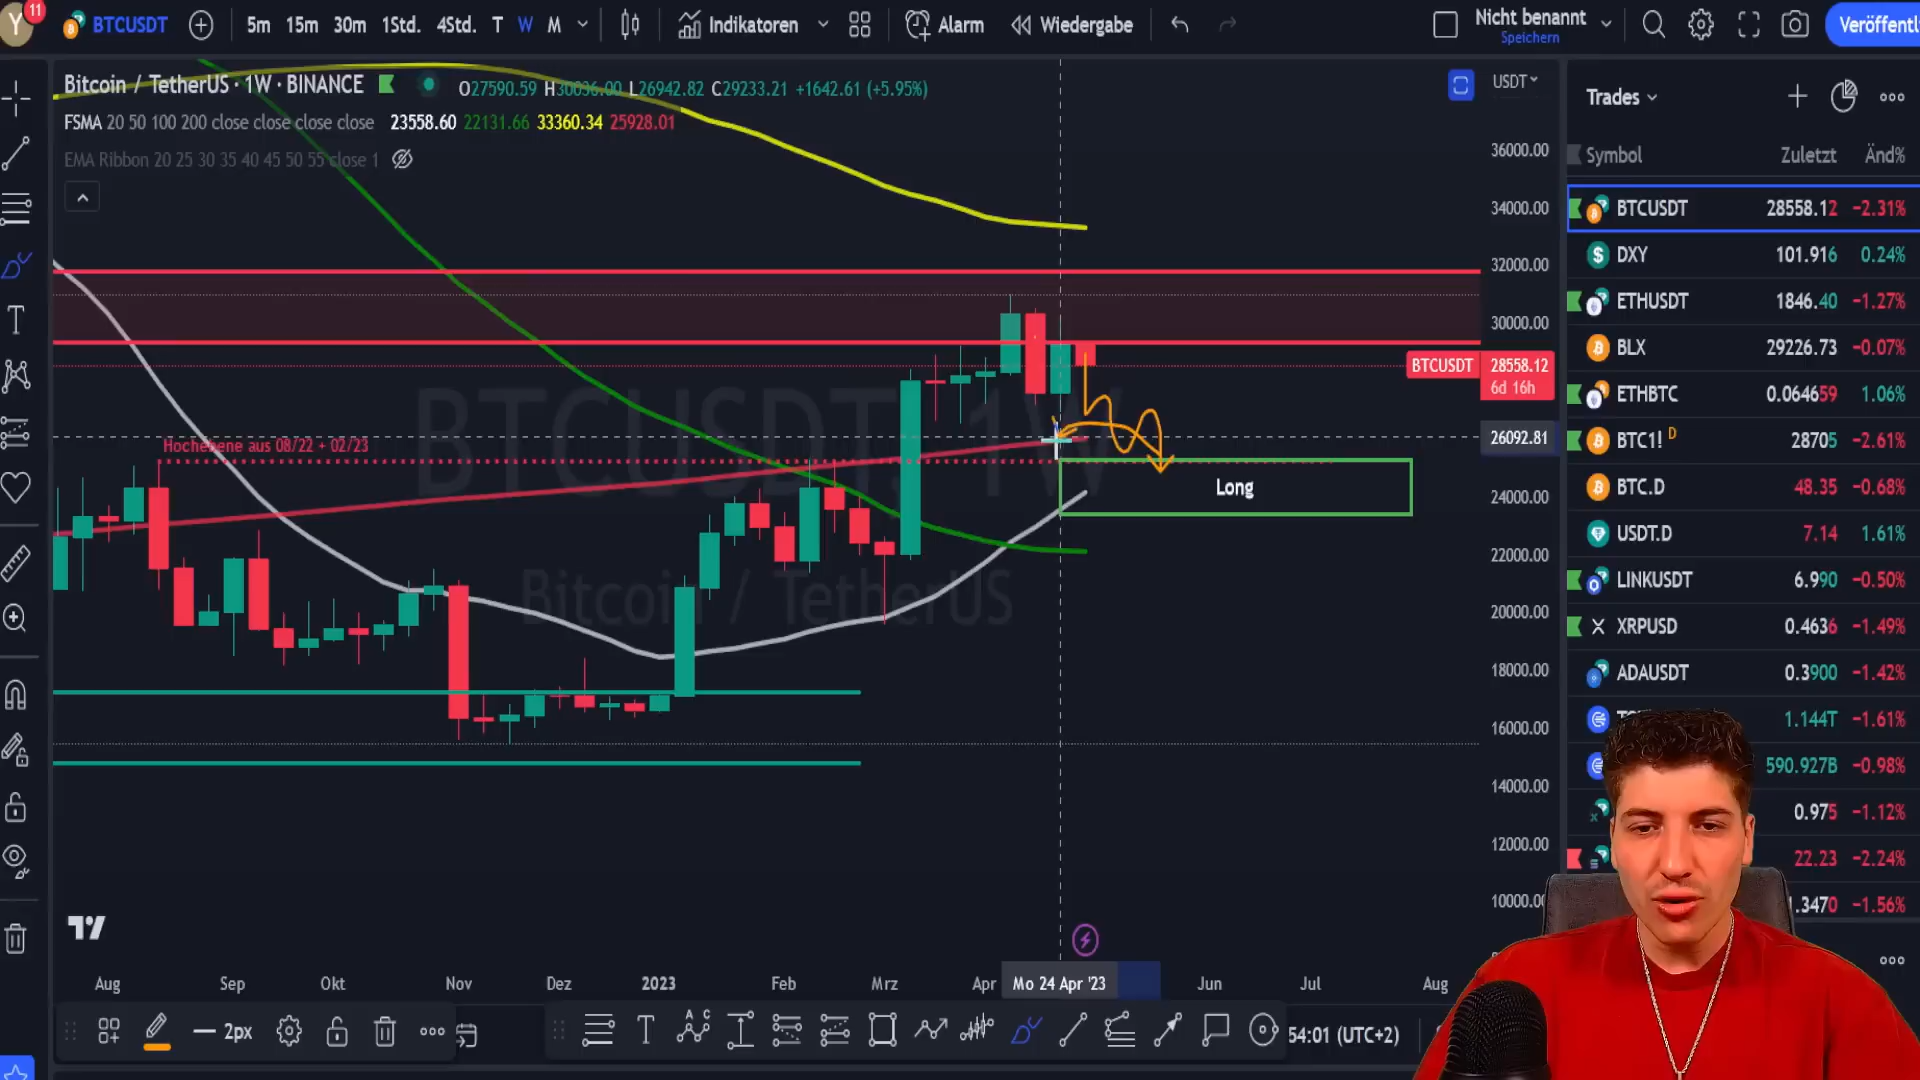 Y 11 BTCUSDT 5m 15m 30m 1Std. 4Std. T W M Indikatoren Alarm Wiedergabe Nicht benannt Veröffentl
Speichern
Bitcoin / TetherUS · 1W · BINANCE O27590.59 H30036.00 L26942.82 C29233.21 +1642.61 (+5.95%) USDT
FSMA 20 50 100 200 close close close close 23558.60 22131.66 33360.34 25928.01
EMA Ribbon 20 25 30 35 40 45 50 55 close 1
BTCUSDT, 1W
Bitcoin / TetherUS
Hochebene aus 08/22 + 02/23
Long
36000.00
34000.00
32000.00
30000.00
BTCUSDT 28558.12
6d 16h
26092.81
24000.00
22000.00
20000.00
18000.00
16000.00
14000.00
12000.00
Aug Sep Okt Nov Dez 2023 Feb Mrz Apr Mo 24 Apr '23 Jun Jul Aug
2px
T
54:01 (UTC+2)
Trades
Symbol Zuletzt Änd%
BTCUSDT 28558.12 −2.31%
DXY 101.916 0.24%
ETHUSDT 1846.40 −1.27%
BLX 29226.73 −0.07%
ETHBTC 0.064659 1.06%
BTC1! D 28705 −2.61%
BTC.D 48.35 −0.68%
USDT.D 7.14 1.61%
LINKUSDT 6.990 −0.50%
XRPUSD 0.4636 −1.49%
ADAUSDT 0.3900 −1.42%
1.144T −1.61%
590.927B −0.98%
0.975 −1.12%
22.23 −2.24%
.3470 −1.56%